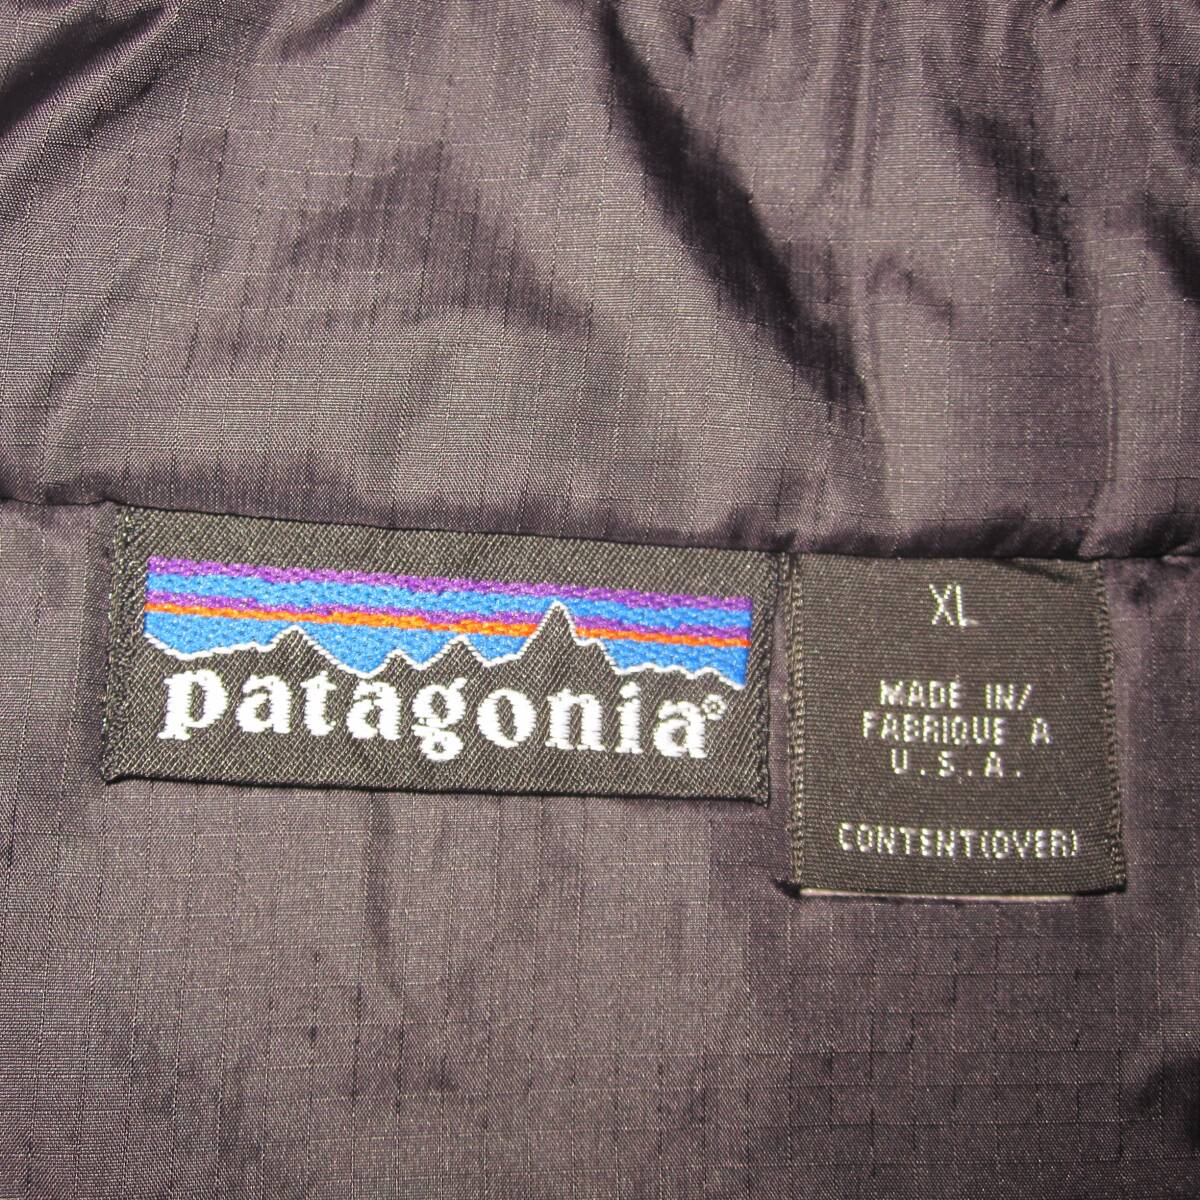 patagonia®
XL
MADE IN/
FABRIQUE A
U.S.A.
CONTENT(OVER)